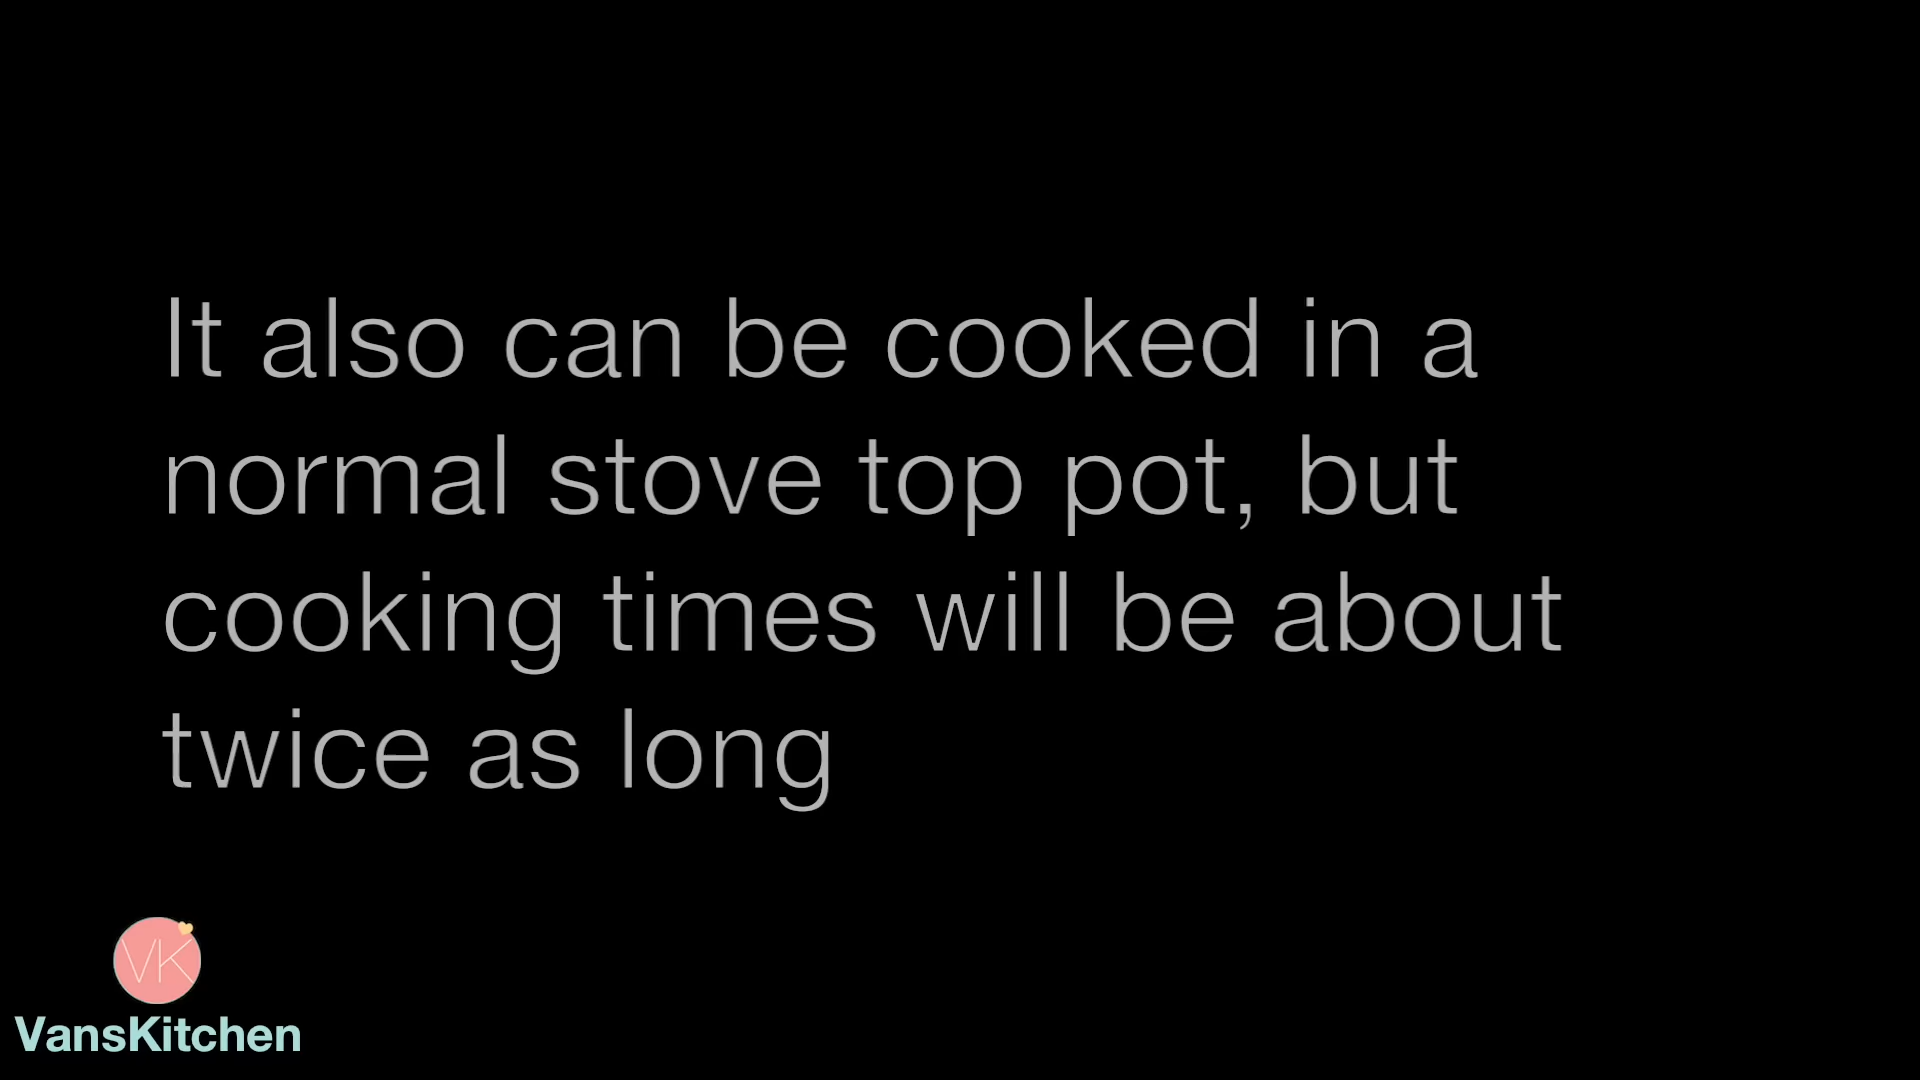 It also can be cooked in a
normal stove top pot, but
cooking times will be about
twice as long
VK
VansKitchen